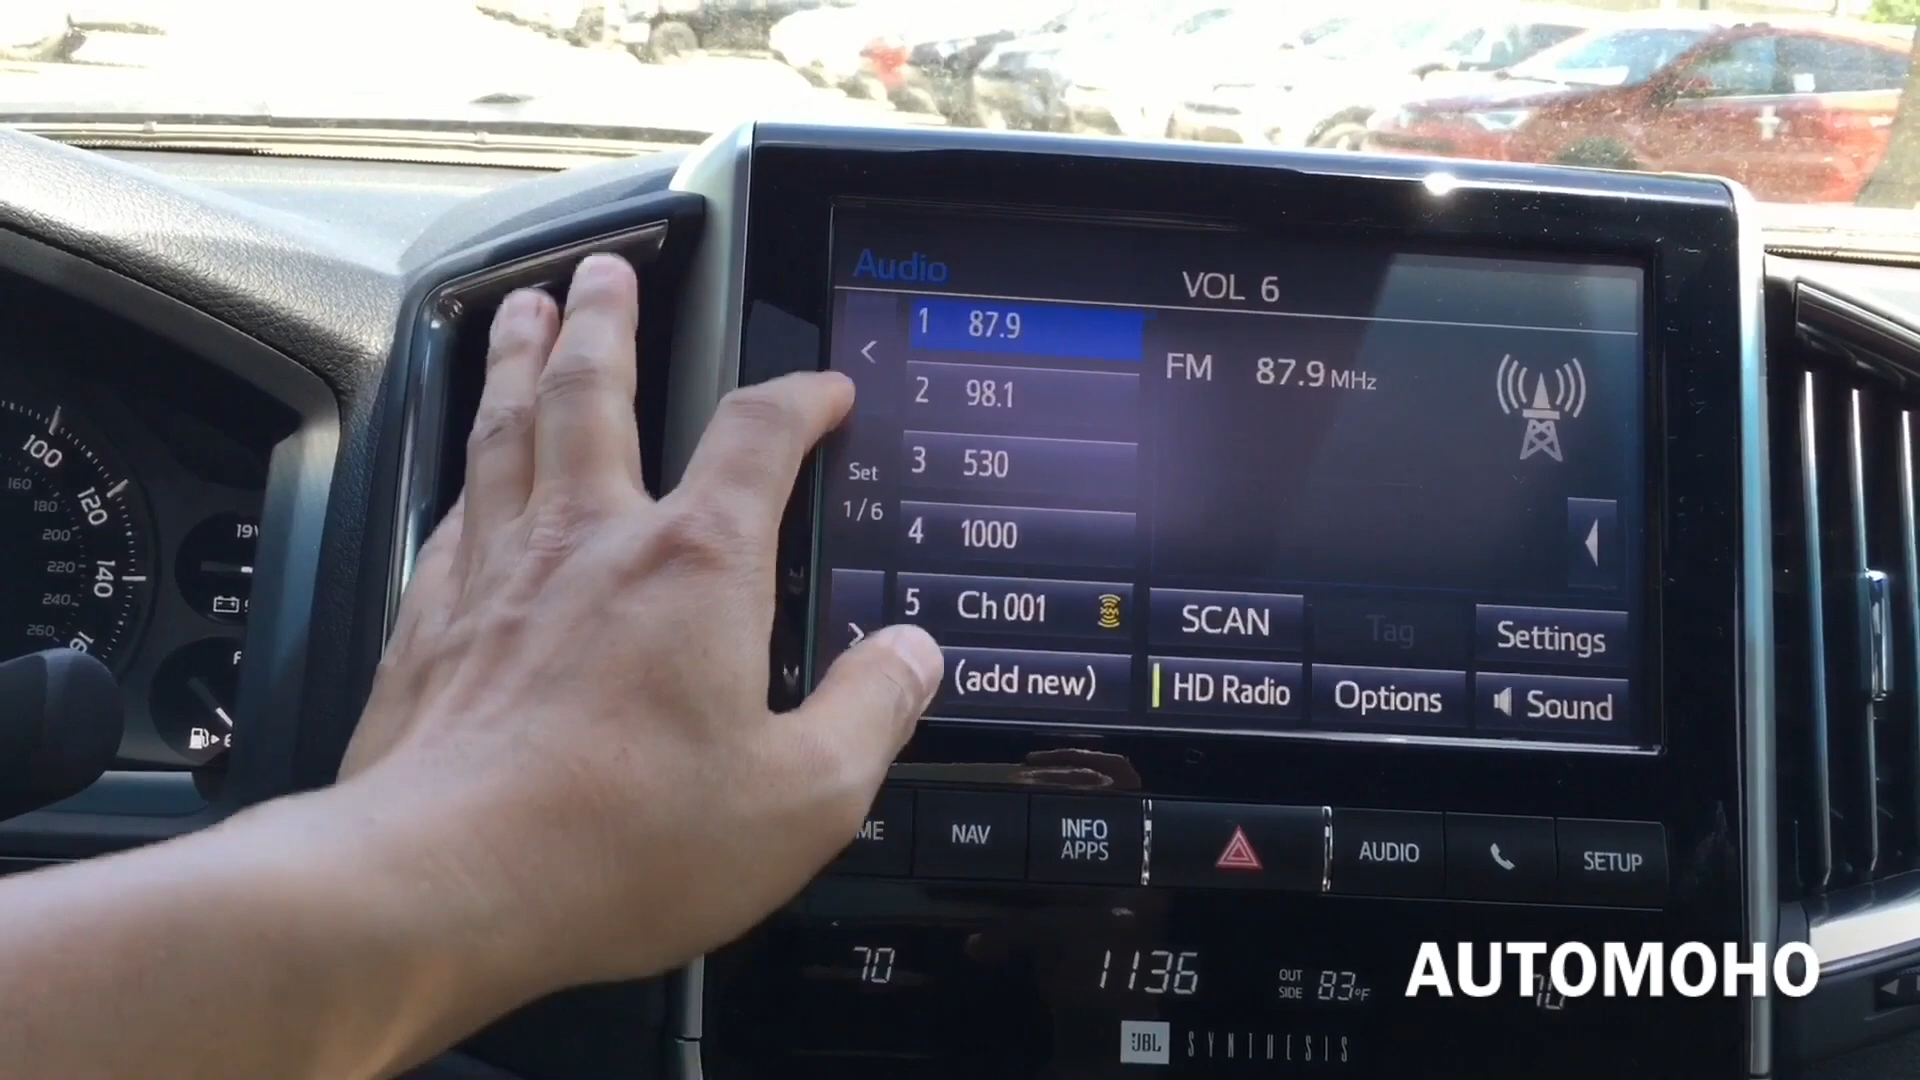 Audio
VOL 6
1 87.9
2 98.1
3 530
4 1000
5 Ch 001
(add new)
<
Set
1/6
>
FM 87.9 MHz
SCAN
Tag
Settings
HD Radio
Options
Sound
NAV
INFO
APPS
AUDIO
SETUP
70
1136
OUT
SIDE
83°F
70
JBL SYNTHESIS
AUTOMOHO
100
120
140
160
180
200
220
240
260